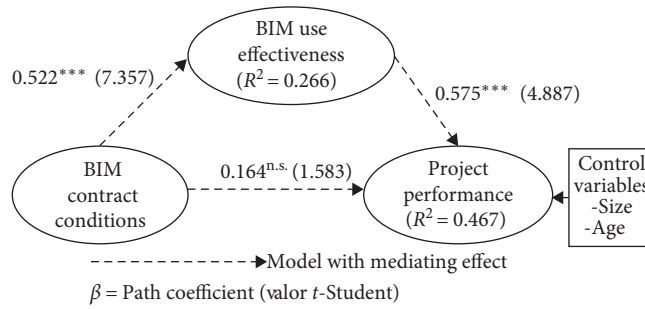 BIM use
effectiveness
(R² = 0.266)
0.522*** (7.357)
0.575*** (4.887)
BIM
contract
conditions
0.164n.s. (1.583)
Project
performance
(R² = 0.467)
Control
variables
-Size
-Age
Model with mediating effect
β = Path coefficient (valor t-Student)